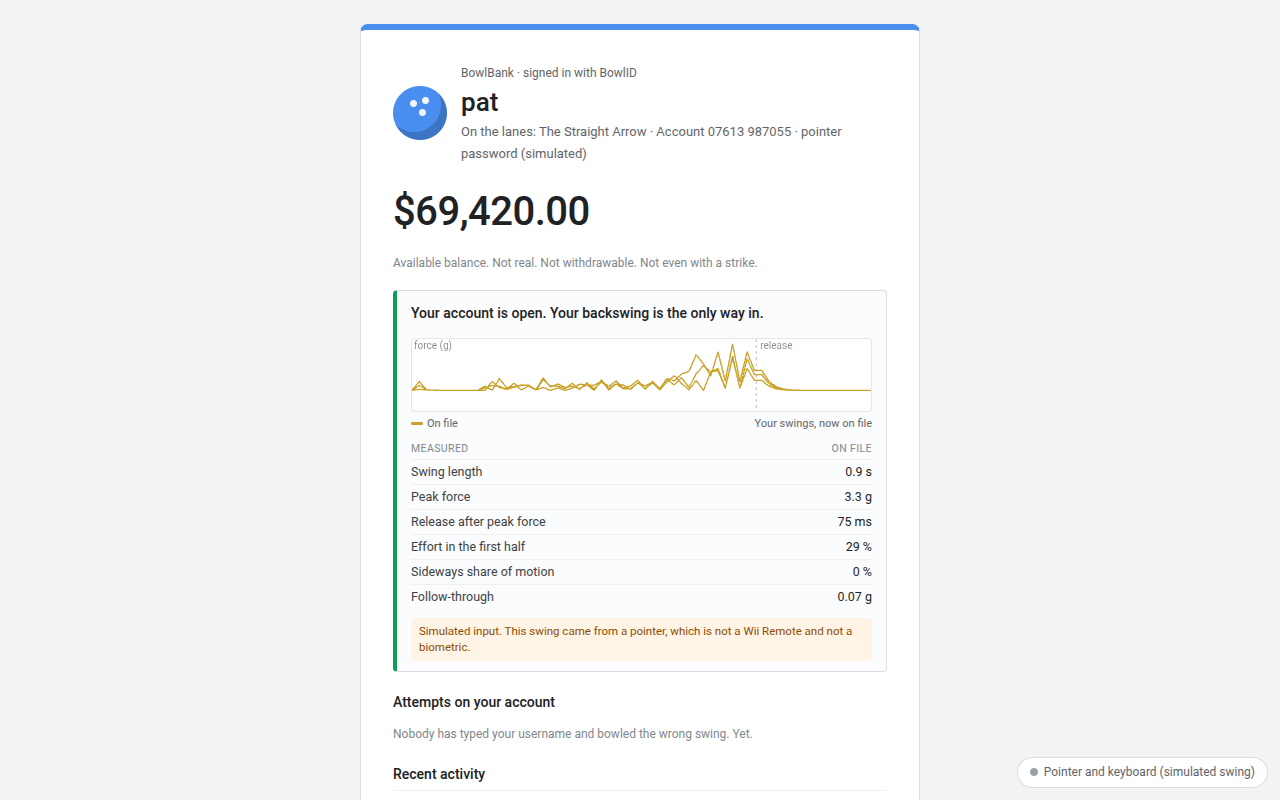 BowlBank · signed in with BowlID
pat
On the lanes: The Straight Arrow · Account 07613 987055 · pointer
password (simulated)
$69,420.00
Available balance. Not real. Not withdrawable. Not even with a strike.
Your account is open. Your backswing is the only way in.
force (g) release
On file Your swings, now on file
MEASURED ON FILE
Swing length 0.9 s
Peak force 3.3 g
Release after peak force 75 ms
Effort in the first half 29 %
Sideways share of motion 0 %
Follow-through 0.07 g
Simulated input. This swing came from a pointer, which is not a Wii Remote and not a
biometric.
Attempts on your account
Nobody has typed your username and bowled the wrong swing. Yet.
Recent activity
Pointer and keyboard (simulated swing)